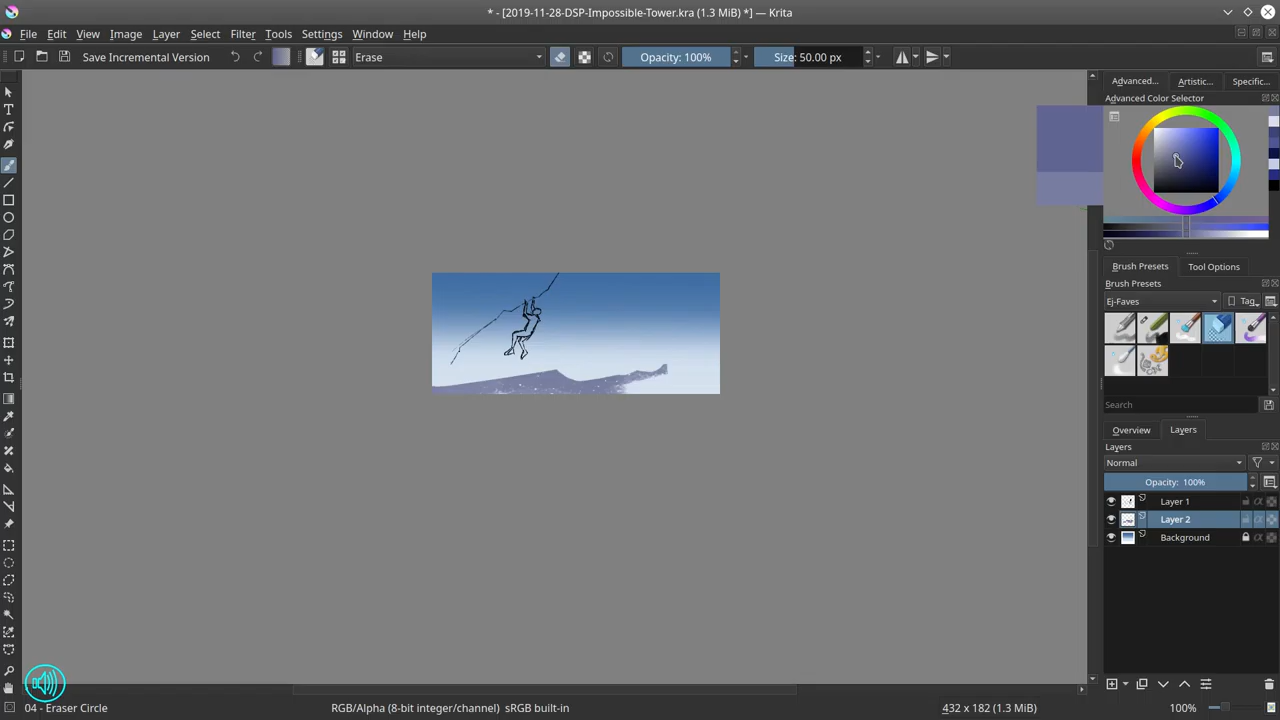 * - [2019-11-28-DSP-Impossible-Tower.kra (1.3 MiB) *] — Krita
File Edit View Image Layer Select Filter Tools Settings Window Help
Save Incremental Version Erase Opacity: 100% Size: 50.00 px
Advanced... Artistic... Specific...
Advanced Color Selector
Brush Presets Tool Options
Brush Presets
Ej-Faves Tag
Search
Overview Layers
Layers
Normal
Opacity: 100%
Layer 1
Layer 2
Background
04 - Eraser Circle RGB/Alpha (8-bit integer/channel) sRGB built-in 432 x 182 (1.3 MiB) 100%